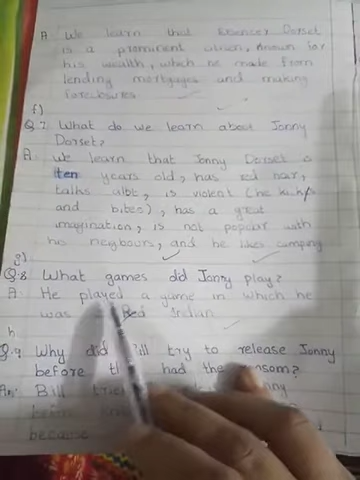 A. We learn that Ebenezer Dorset
is a prominent citizen, known for
his wealth, which he made from
lending mortgages and making
foreclosures
f)
Q.7 What do we learn about Jonny
Dorset?
A. We learn that Jonny Dorset is
ten years old, has red hair,
talks alot, is violent (he kicks
and bites), has a great
imagination, is not popular with
his neighbours, and he likes camping
g)
Q.8 What games did Jonny play?
A. He played a game in which he
was Red Indian
h
Q.9 Why did Bill try to release Jonny
before th had the ransom?
Ans. Bill
because